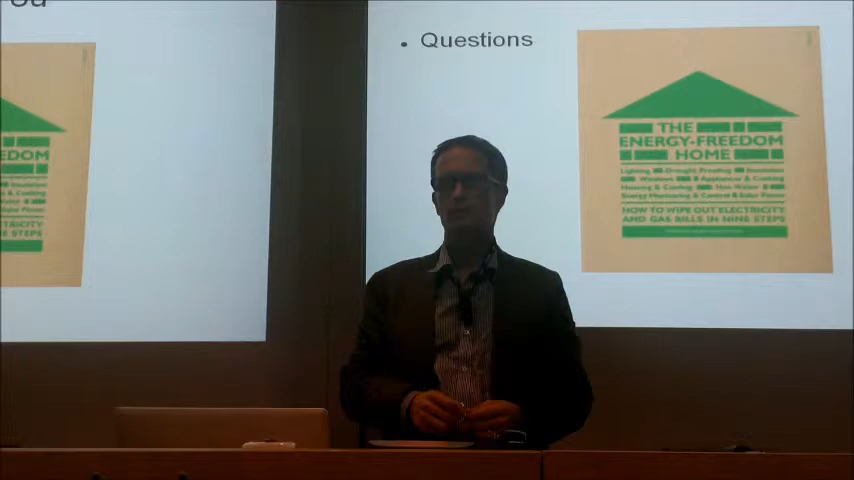 • Questions
THE
ENERGY-FREEDOM
HOME
Lighting • Draught Proofing • Insulation
Windows • Appliances & Cooking
Heating & Cooling • Hot Water
Energy Monitoring & Control • Solar Power
HOW TO WIPE OUT ELECTRICITY
AND GAS BILLS IN NINE STEPS
EDOM